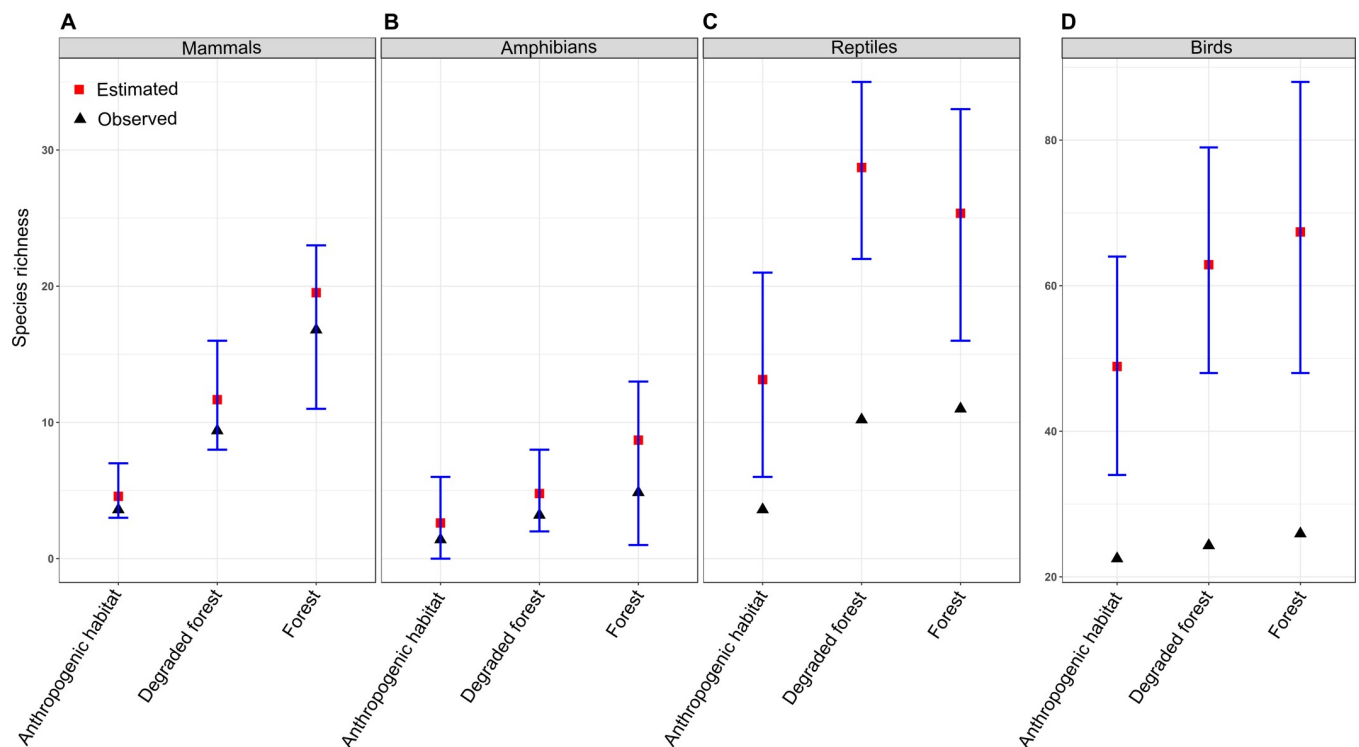 A
B
C
D
Mammals
Amphibians
Reptiles
Birds
Estimated
Observed
Species richness
30
20
10
0
80
60
40
20
Anthropogenic habitat
Degraded forest
Forest
Anthropogenic habitat
Degraded forest
Forest
Anthropogenic habitat
Degraded forest
Forest
Anthropogenic habitat
Degraded forest
Forest